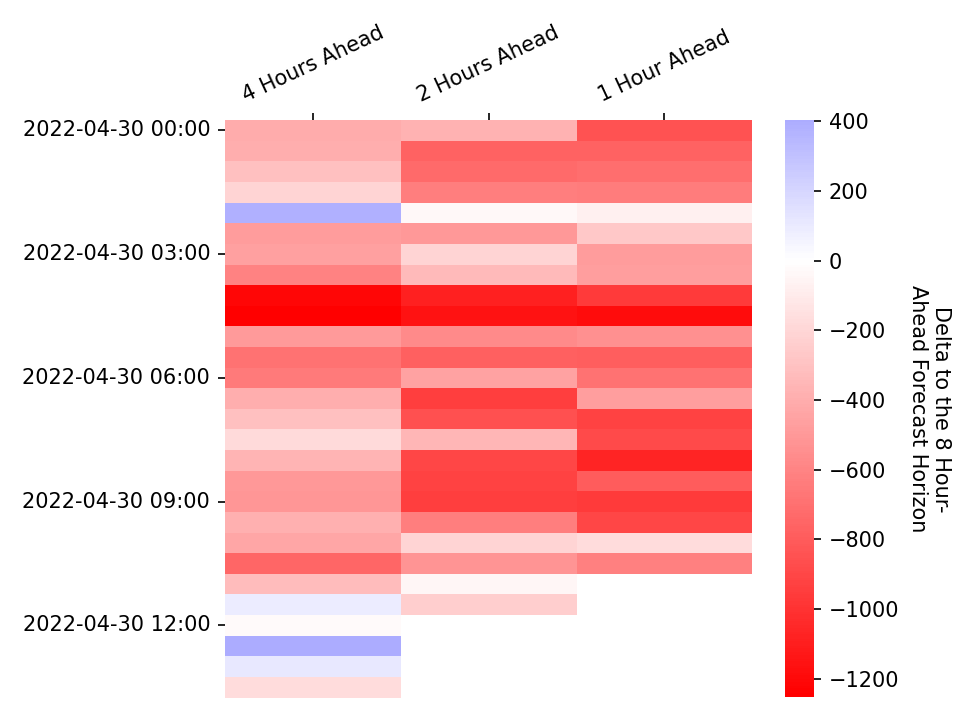 4 Hours Ahead
2 Hours Ahead
1 Hour Ahead
2022-04-30 00:00
2022-04-30 03:00
2022-04-30 06:00
2022-04-30 09:00
2022-04-30 12:00
400
200
0
−200
−400
−600
−800
−1000
−1200
Delta to the 8 Hour-
Ahead Forecast Horizon